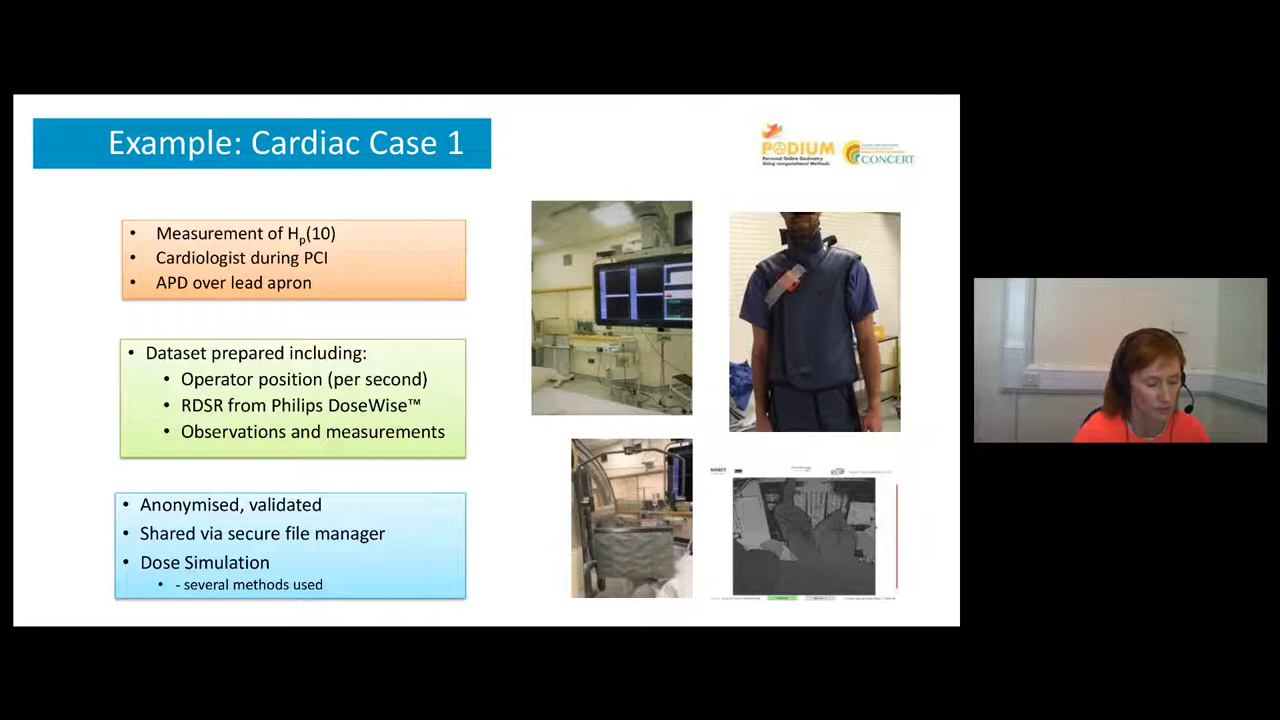 Example: Cardiac Case 1
PODIUM
Personal Online Dosimetry
Using computational Methods
CONCERT
• Measurement of Hp(10)
• Cardiologist during PCI
• APD over lead apron
• Dataset prepared including:
• Operator position (per second)
• RDSR from Philips DoseWise™
• Observations and measurements
• Anonymised, validated
• Shared via secure file manager
• Dose Simulation
• - several methods used